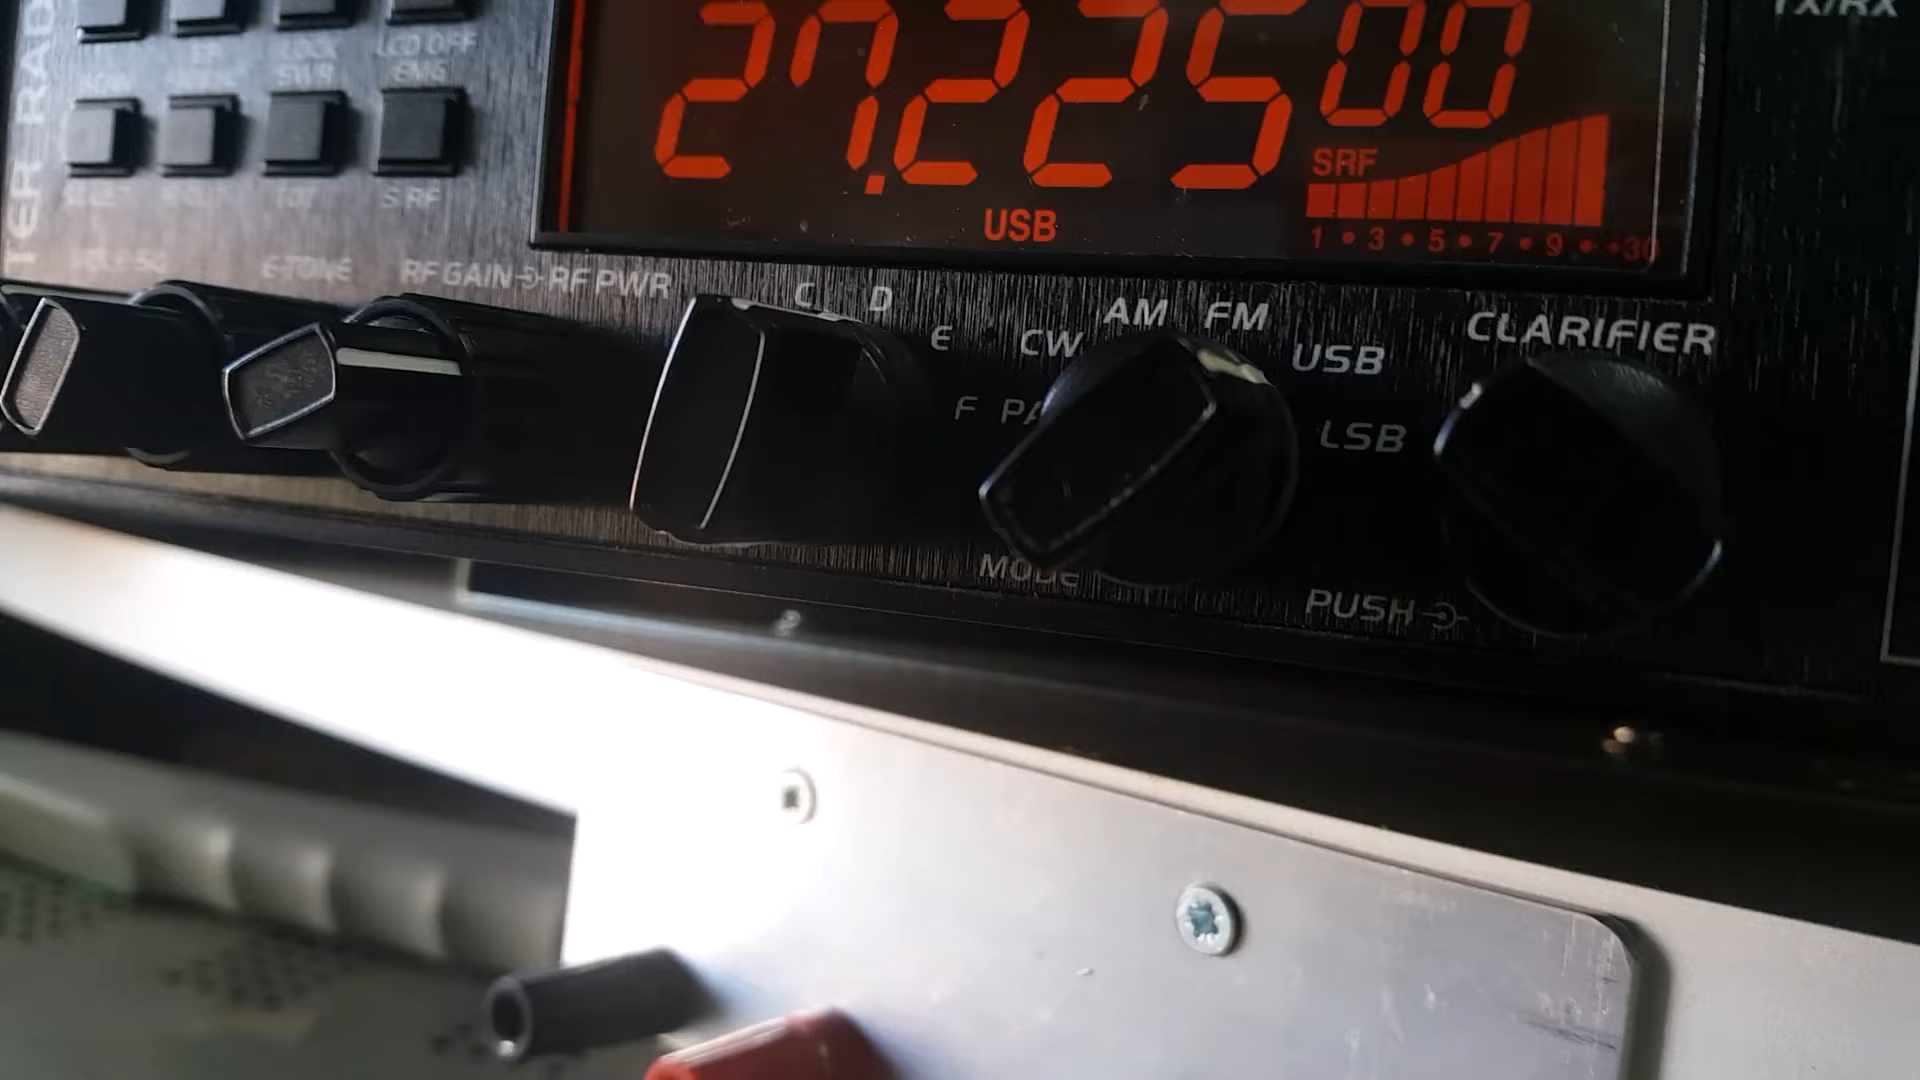 TX/RX
27.22500
LOCK
LCD OFF
SWR
EMG
SRF
1 • 3 • 5 • 7 • 9 • +30
USB
TOT
S/RF
RF GAIN
RF PWR
C
D
E
F
PA
CW
AM
FM
USB
LSB
MODE
CLARIFIER
PUSH